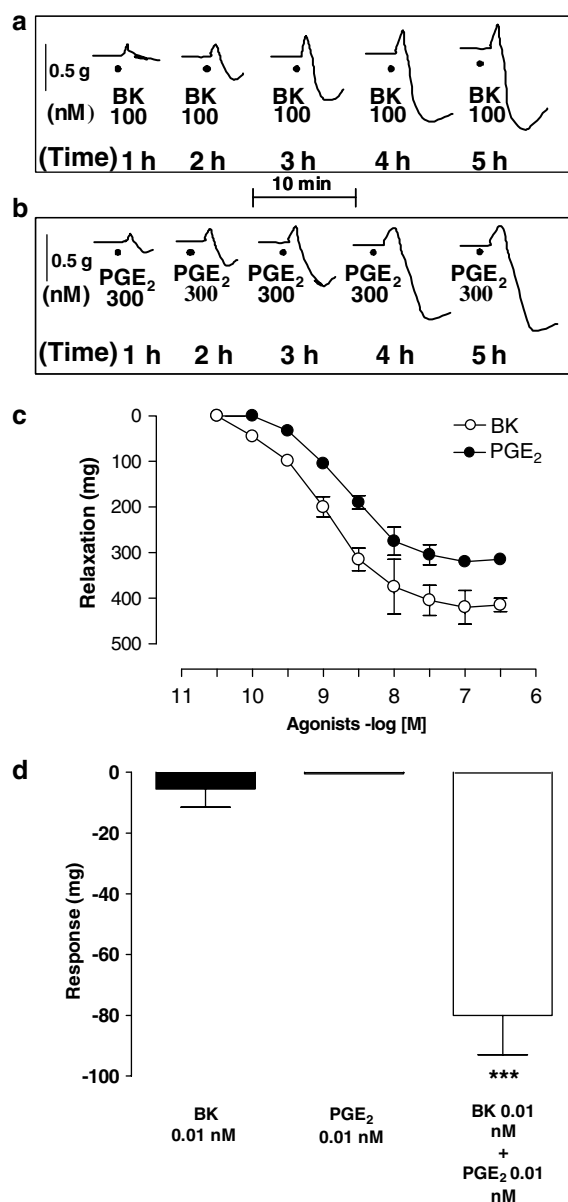 a
0.5 g
(nM)
BK BK BK BK BK
100 100 100 100 100
(Time) 1 h 2 h 3 h 4 h 5 h
10 min
b
0.5 g
(nM)
PGE2 PGE2 PGE2 PGE2 PGE2
300 300 300 300 300
(Time) 1 h 2 h 3 h 4 h 5 h
c
BK
PGE2
Relaxation (mg)
0
100
200
300
400
500
11 10 9 8 7 6
Agonists -log [M]
d
Response (mg)
0
-20
-40
-60
-80
-100
***
BK
0.01 nM
PGE2
0.01 nM
BK 0.01
nM
+
PGE2 0.01
nM